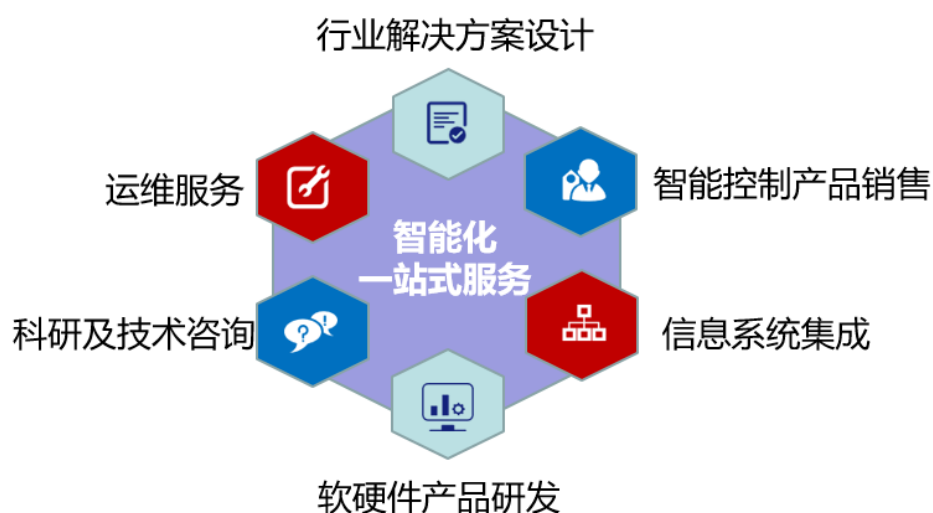 行业解决方案设计
运维服务
智能控制产品销售
智能化
一站式服务
科研及技术咨询
信息系统集成
软硬件产品研发